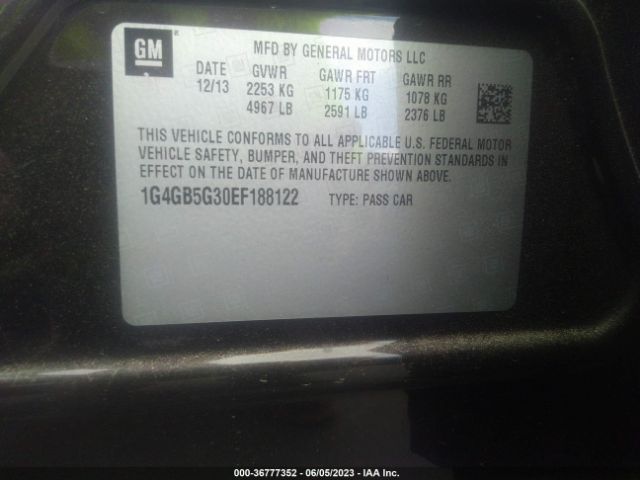 GM
MFD BY GENERAL MOTORS LLC
DATE GVWR GAWR FRT GAWR RR
12/13 2253 KG 1175 KG 1078 KG
4967 LB 2591 LB 2376 LB
THIS VEHICLE CONFORMS TO ALL APPLICABLE U.S. FEDERAL MOTOR
VEHICLE SAFETY, BUMPER, AND THEFT PREVENTION STANDARDS IN
EFFECT ON THE DATE OF MANUFACTURE SHOWN ABOVE.
1G4GB5G30EF188122 TYPE: PASS CAR
000-36777352 - 06/05/2023 - IAA Inc.